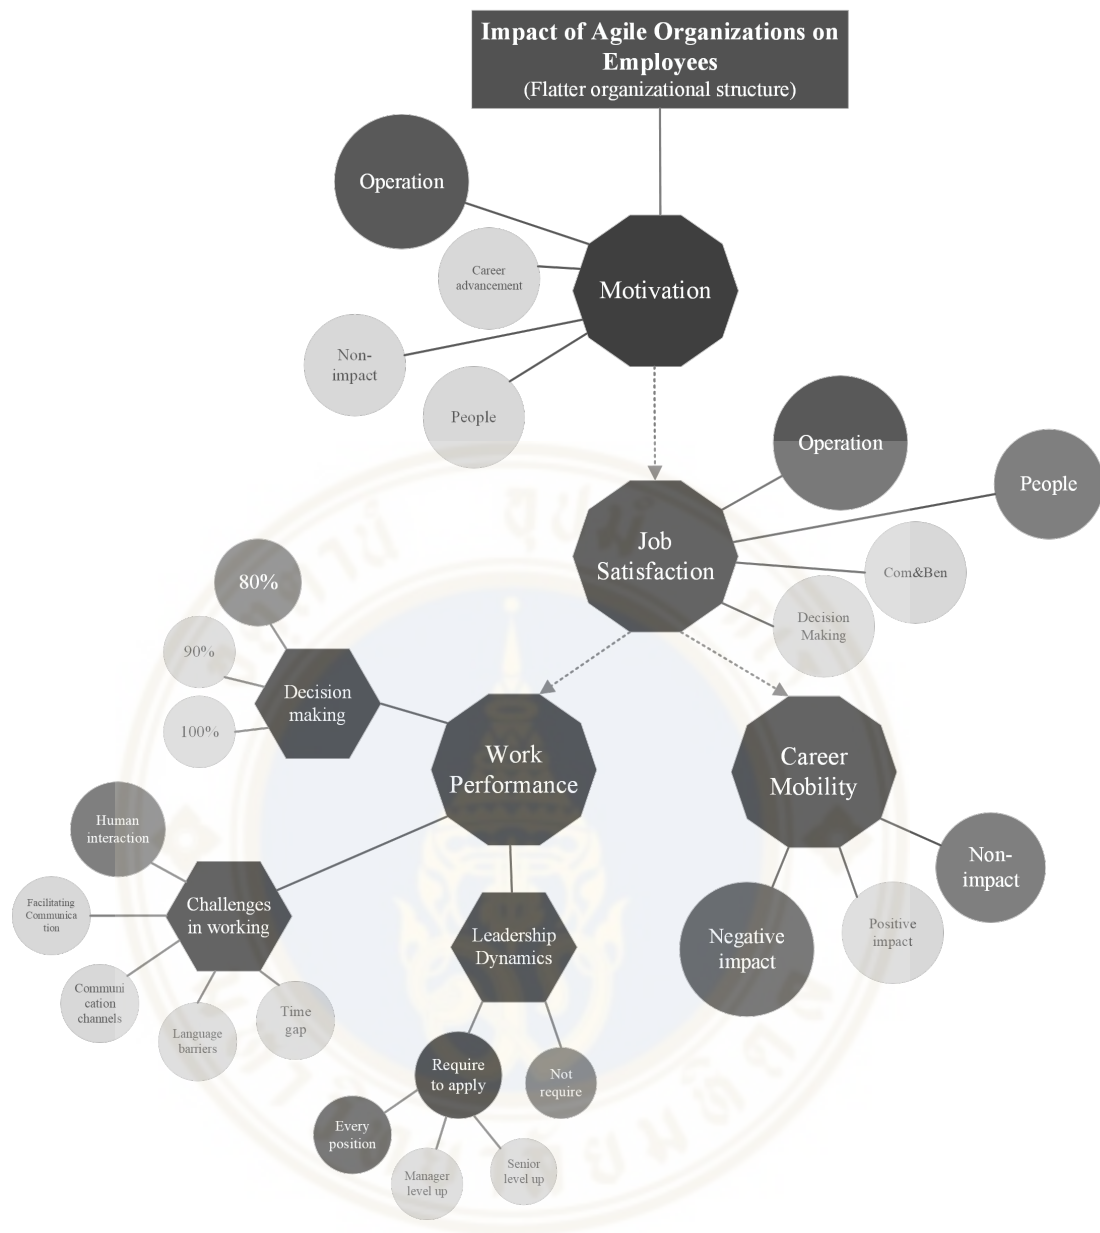 Impact of Agile Organizations on
Employees
(Flatter organizational structure)
Operation
Career
advancement
Motivation
Non-
impact
People
Operation
People
Job
Satisfaction
Com&Ben
Decision
Making
80%
90%
100%
Decision
making
Work
Performance
Career
Mobility
Human
interaction
Facilitating
Communica
tion
Communi
cation
channels
Language
barriers
Time
gap
Challenges
in working
Leadership
Dynamics
Negative
impact
Positive
impact
Non-
impact
Require
to apply
Not
require
Every
position
Manager
level up
Senior
level up